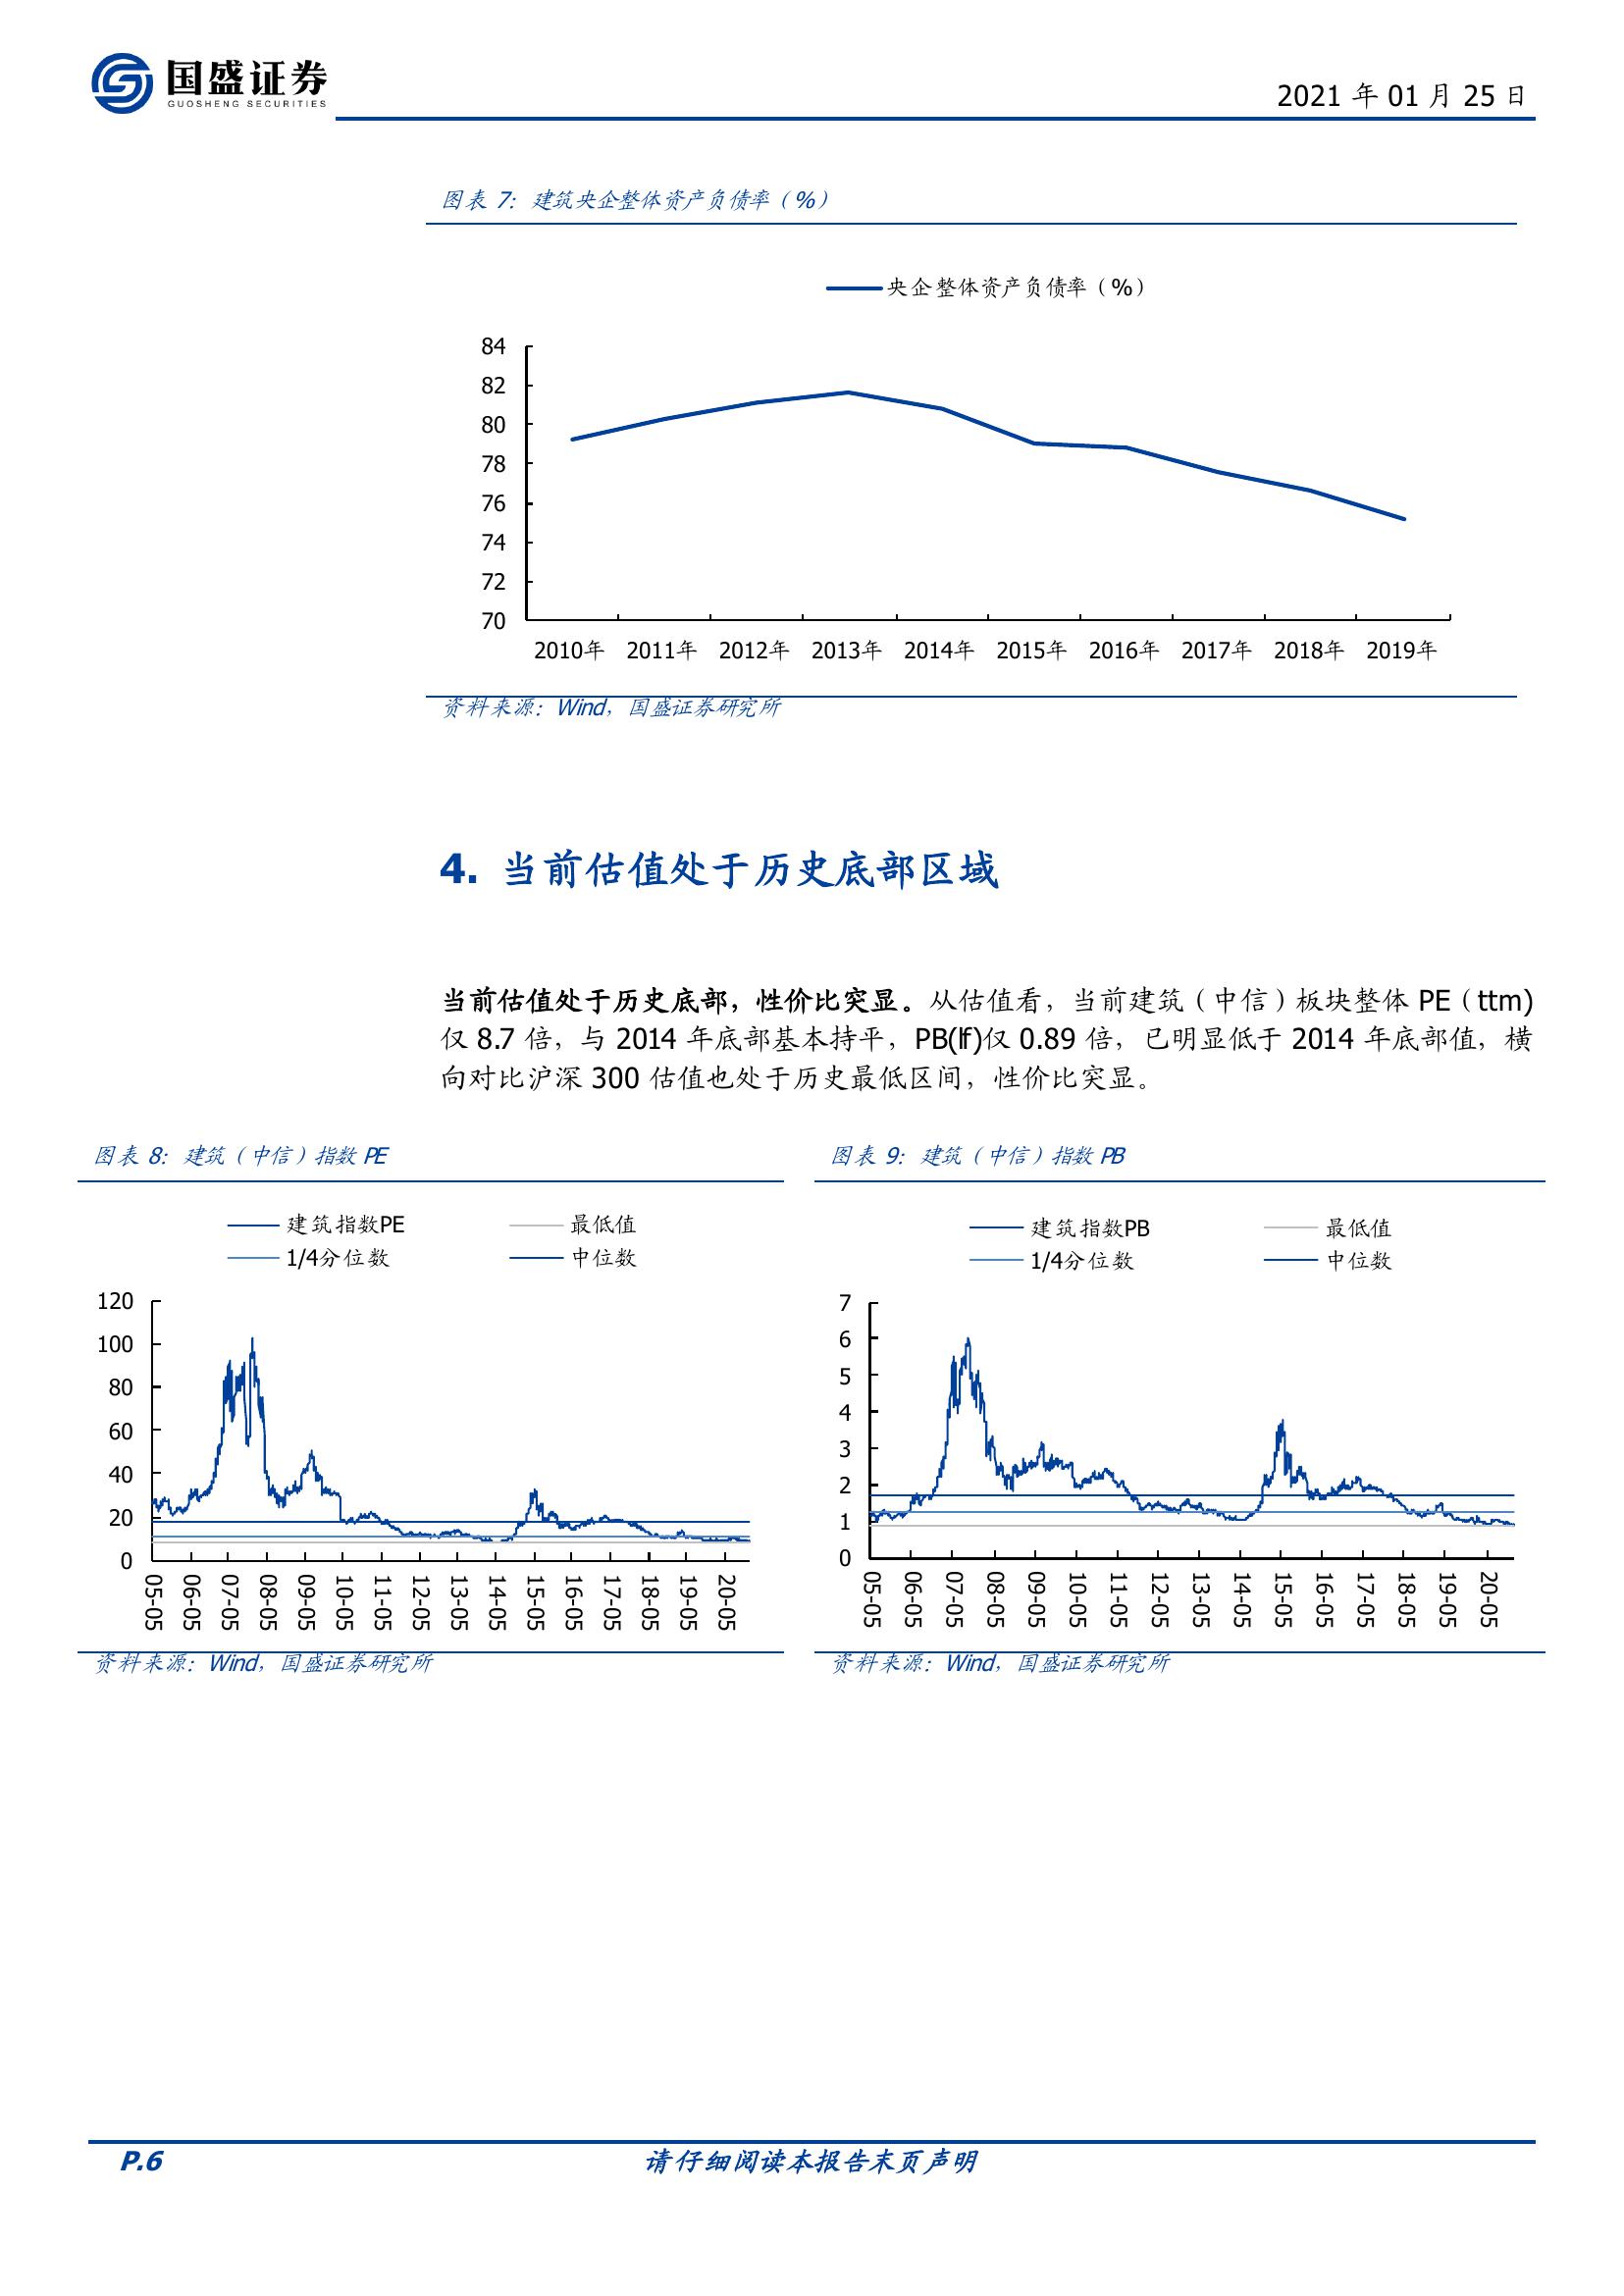 国盛证券
GUOSHENG SECURITIES
2021 年 01 月 25 日
图表 7：建筑央企整体资产负债率（%）
央企整体资产负债率（%）
84
82
80
78
76
74
72
70
2010年 2011年 2012年 2013年 2014年 2015年 2016年 2017年 2018年 2019年
资料来源：Wind，国盛证券研究所
4. 当前估值处于历史底部区域
当前估值处于历史底部，性价比突显。从估值看，当前建筑（中信）板块整体 PE（ttm)
仅 8.7 倍，与 2014 年底部基本持平，PB(lf)仅 0.89 倍，已明显低于 2014 年底部值，横
向对比沪深 300 估值也处于历史最低区间，性价比突显。
图表 8：建筑（中信）指数 PE
建筑指数PE 最低值
1/4分位数 中位数
120
100
80
60
40
20
0
05-05 06-05 07-05 08-05 09-05 10-05 11-05 12-05 13-05 14-05 15-05 16-05 17-05 18-05 19-05 20-05
资料来源：Wind，国盛证券研究所
图表 9：建筑（中信）指数 PB
建筑指数PB 最低值
1/4分位数 中位数
7
6
5
4
3
2
1
0
05-05 06-05 07-05 08-05 09-05 10-05 11-05 12-05 13-05 14-05 15-05 16-05 17-05 18-05 19-05 20-05
资料来源：Wind，国盛证券研究所
P.6 请仔细阅读本报告末页声明